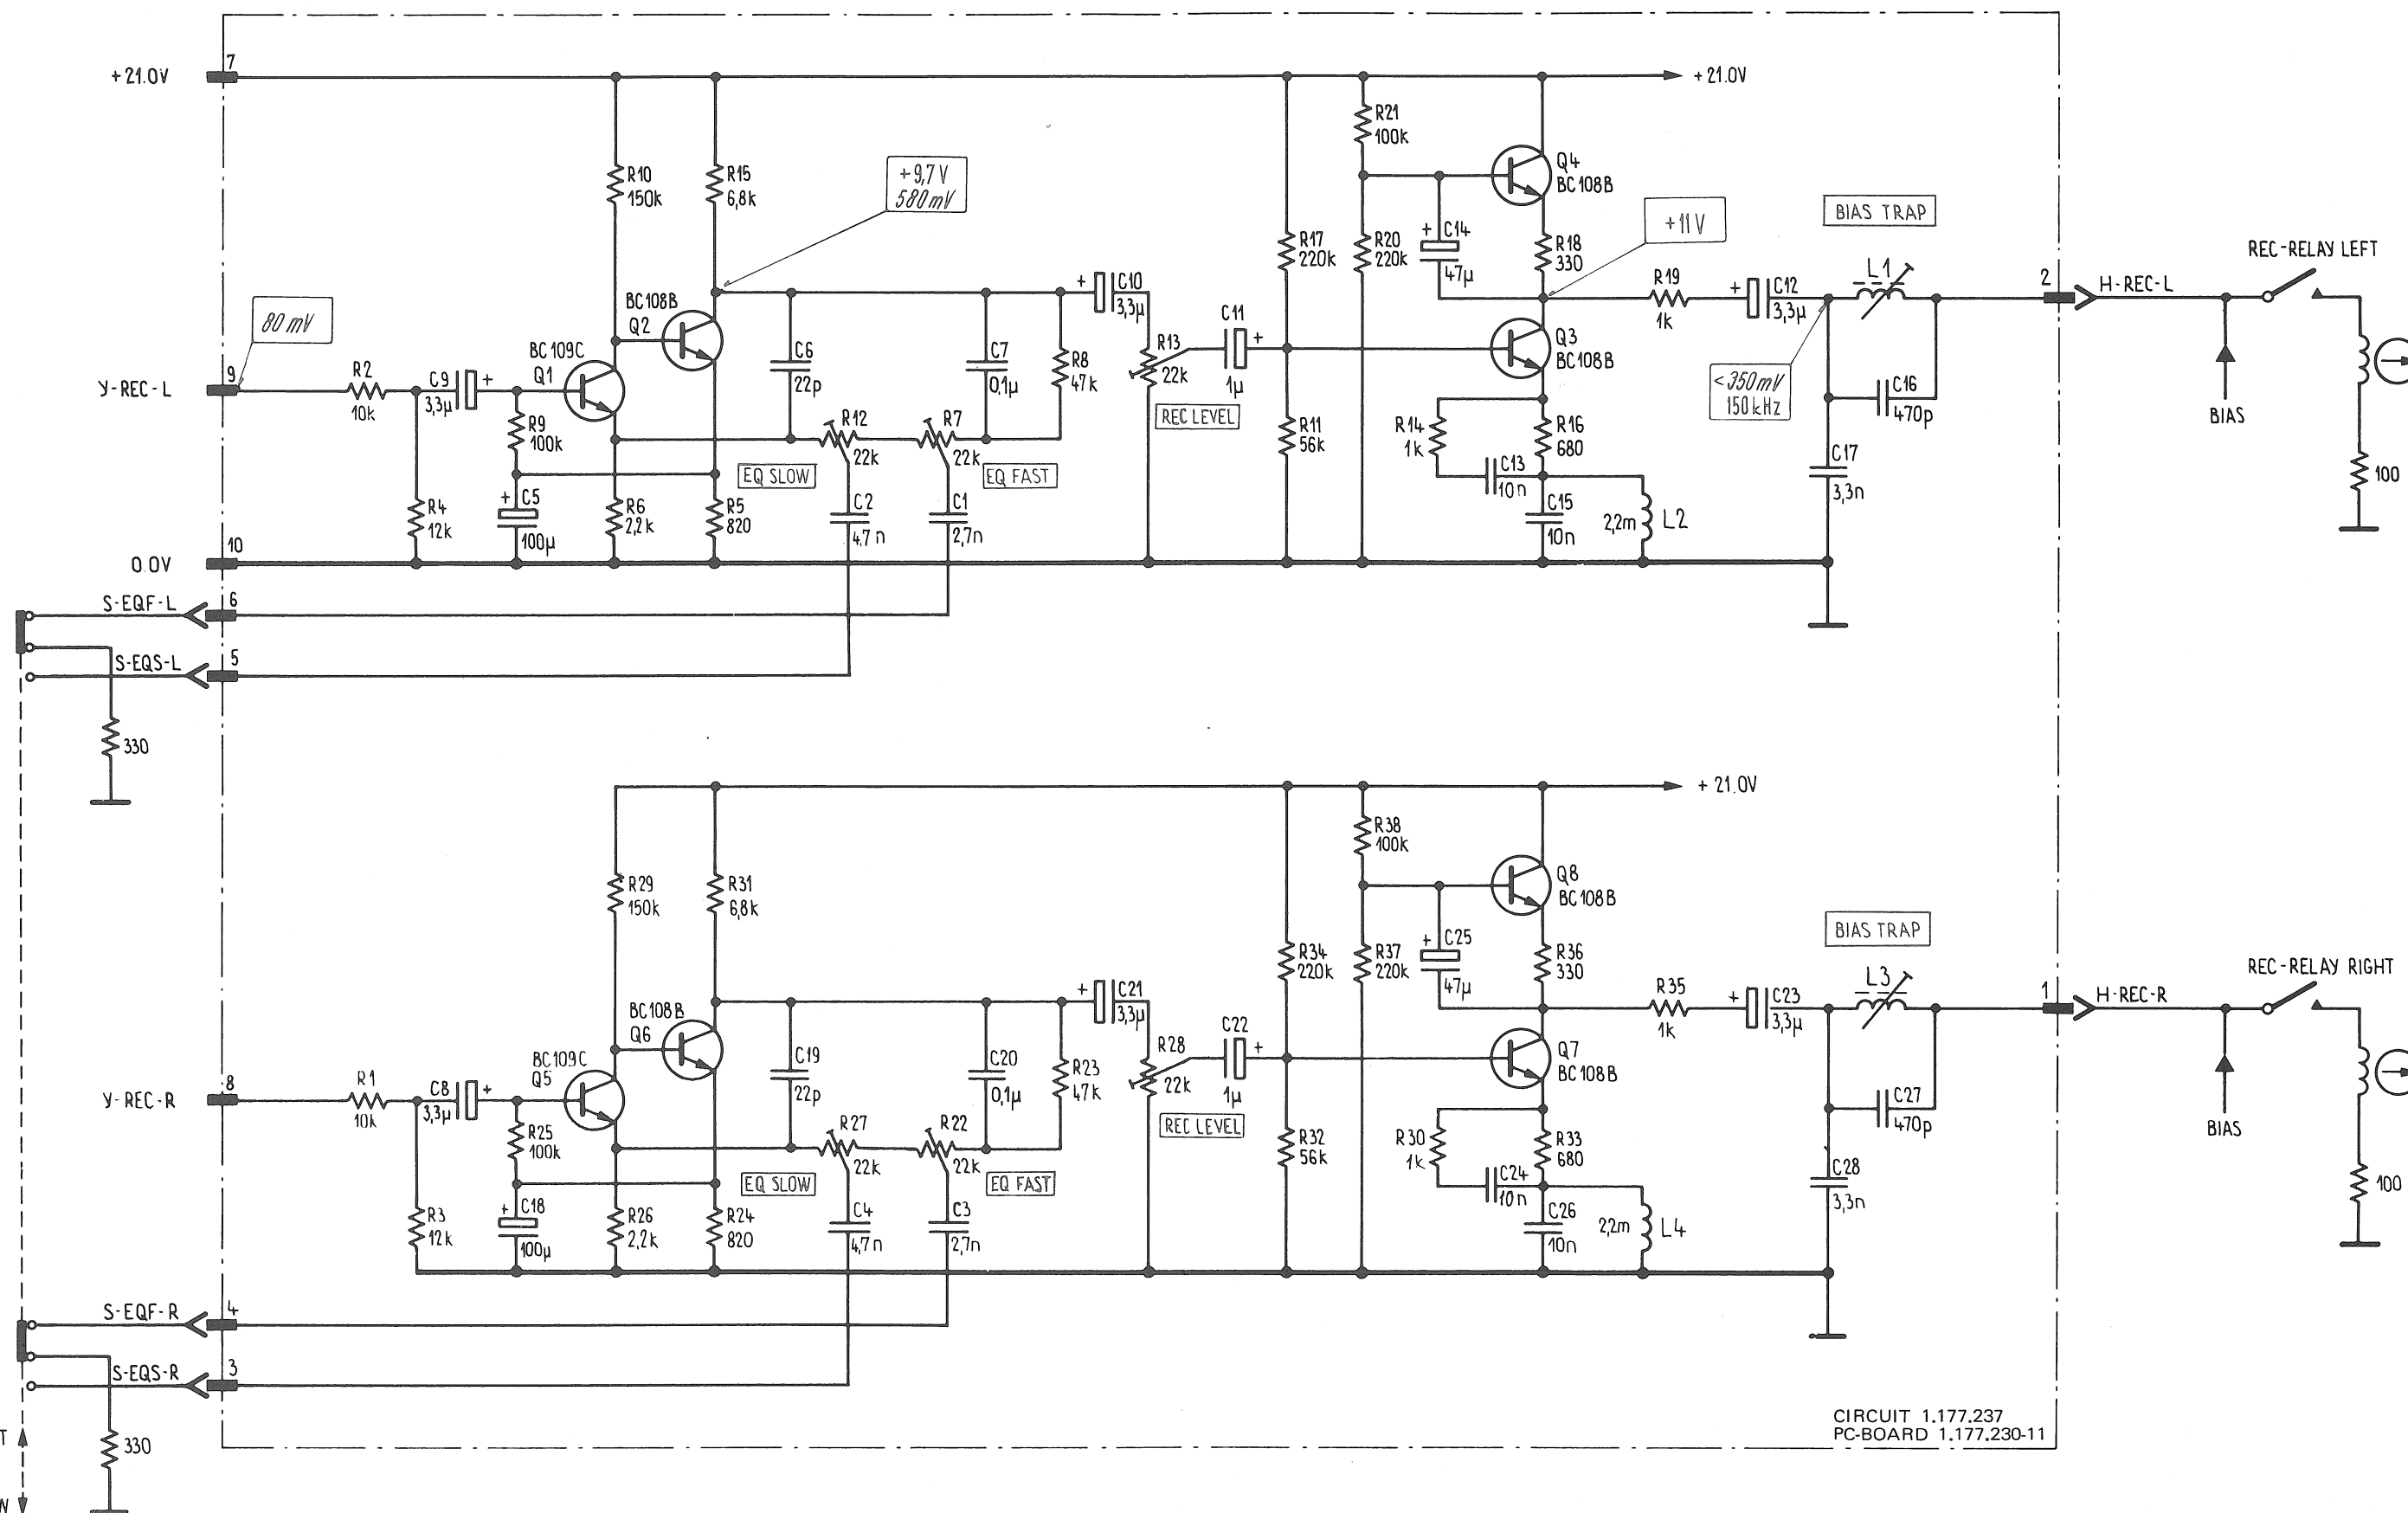 +21.0V
7
+21.0V
R10
150k
R15
6,8k
+9,7V
580mV
R21
100k
R17
220k
R20
220k
+ C14
47µ
Q4
BC108B
R18
330
+11V
BIAS TRAP
REC-RELAY LEFT
80mV
Y-REC-L
9
R2
10k
C9 +
3,3µ
BC109C
Q1
BC108B
Q2
R9
100k
R4
12k
+ C5
100µ
R6
2,2k
R5
820
C6
22p
R12
22k
EQ SLOW
C2
4,7n
C7
0,1µ
R7
22k
EQ FAST
C1
2,7n
R8
47k
+ C10
3,3µ
R13
22k
REC LEVEL
C11 +
1µ
R11
56k
Q3
BC108B
R14
1k
R16
680
C13
10n
C15
10n
2,2m
L2
R19
1k
+ C12
3,3µ
L1
<350mV
150kHz
C16
470p
C17
3,3n
2
H-REC-L
BIAS
100
10
0.0V
S-EQF-L
6
S-EQS-L
5
330
+21.0V
R29
150k
R31
6,8k
R38
100k
R34
220k
R37
220k
+ C25
47µ
Q8
BC108B
R36
330
BIAS TRAP
REC-RELAY RIGHT
Y-REC-R
8
R1
10k
C8 +
3,3µ
BC109C
Q5
BC108B
Q6
R25
100k
R3
12k
+ C18
100µ
R26
2,2k
R24
820
C19
22p
R27
22k
EQ SLOW
C4
4,7n
C20
0,1µ
R22
22k
EQ FAST
C3
2,7n
R23
47k
+ C21
3,3µ
R28
22k
REC LEVEL
C22 +
1µ
R32
56k
Q7
BC108B
R30
1k
R33
680
C24
10n
C26
10n
2,2m
L4
R35
1k
+ C23
3,3µ
L3
C27
470p
C28
3,3n
1
H-REC-R
BIAS
100
S-EQF-R
4
S-EQS-R
3
330
CIRCUIT 1.177.237
PC-BOARD 1.177.230-11